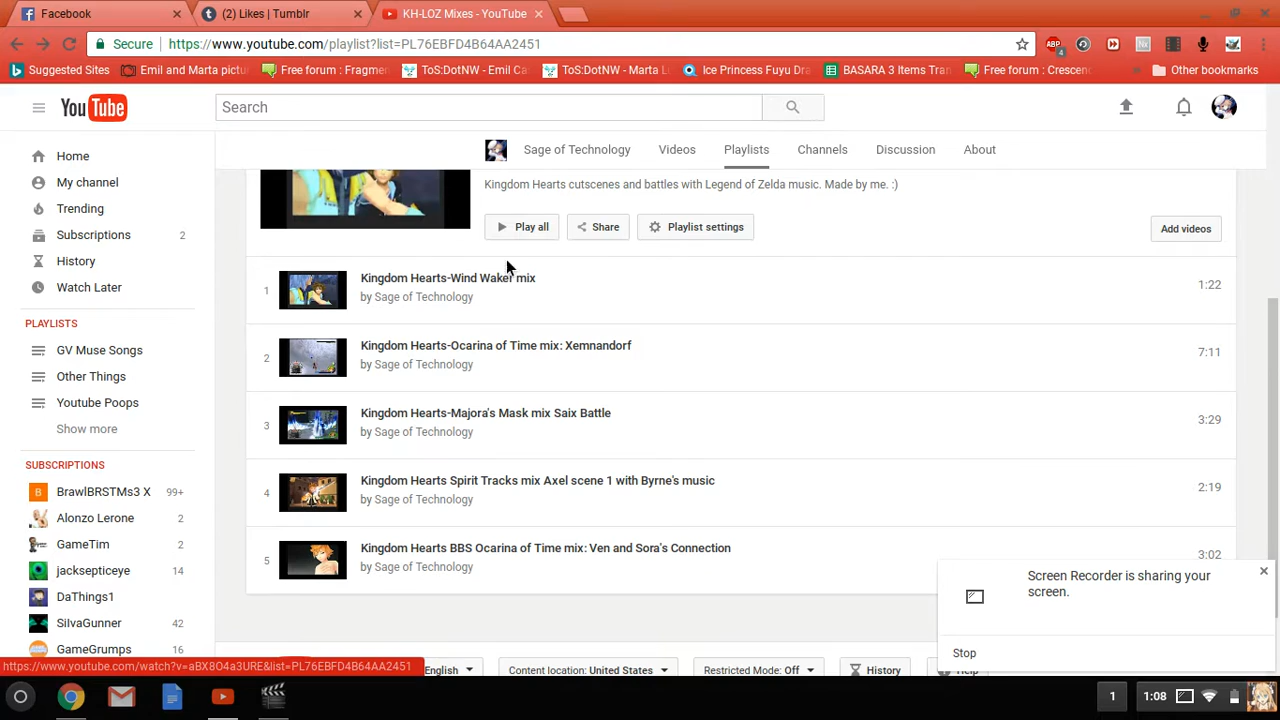 Facebook
(2) Likes | Tumblr
KH-LOZ Mixes - YouTube
Secure
https://www.youtube.com/playlist?list=PL76EBFD4B64AA2451
ABP
4
Nx
Suggested Sites
Emil and Marta pictu
Free forum : Fragmer
ToS:DotNW - Emil Ca
ToS:DotNW - Marta L
Ice Princess Fuyu Dra
BASARA 3 Items Tran
Free forum : Crescen
Other bookmarks
YouTube
Search
Sage of Technology
Videos
Playlists
Channels
Discussion
About
Home
My channel
Trending
Subscriptions 2
History
Watch Later
PLAYLISTS
GV Muse Songs
Other Things
Youtube Poops
Show more
SUBSCRIPTIONS
B
BrawlBRSTMs3 X 99+
Alonzo Lerone 2
GameTim 2
jacksepticeye 14
DaThings1
SiIvaGunner 42
GameGrumps 16
Kingdom Hearts cutscenes and battles with Legend of Zelda music. Made by me. :)
Play all
Share
Playlist settings
Add videos
1
Kingdom Hearts-Wind Waker mix
by Sage of Technology
1:22
2
Kingdom Hearts-Ocarina of Time mix: Xemnandorf
by Sage of Technology
7:11
3
Kingdom Hearts-Majora's Mask mix Saix Battle
by Sage of Technology
3:29
4
Kingdom Hearts Spirit Tracks mix Axel scene 1 with Byrne's music
by Sage of Technology
2:19
5
Kingdom Hearts BBS Ocarina of Time mix: Ven and Sora's Connection
by Sage of Technology
3:02
Screen Recorder is sharing your
screen.
Stop
https://www.youtube.com/watch?v=aBX8O4a3URE&list=PL76EBFD4B64AA2451
English
Content location: United States
Restricted Mode: Off
History
Help
1
1:08